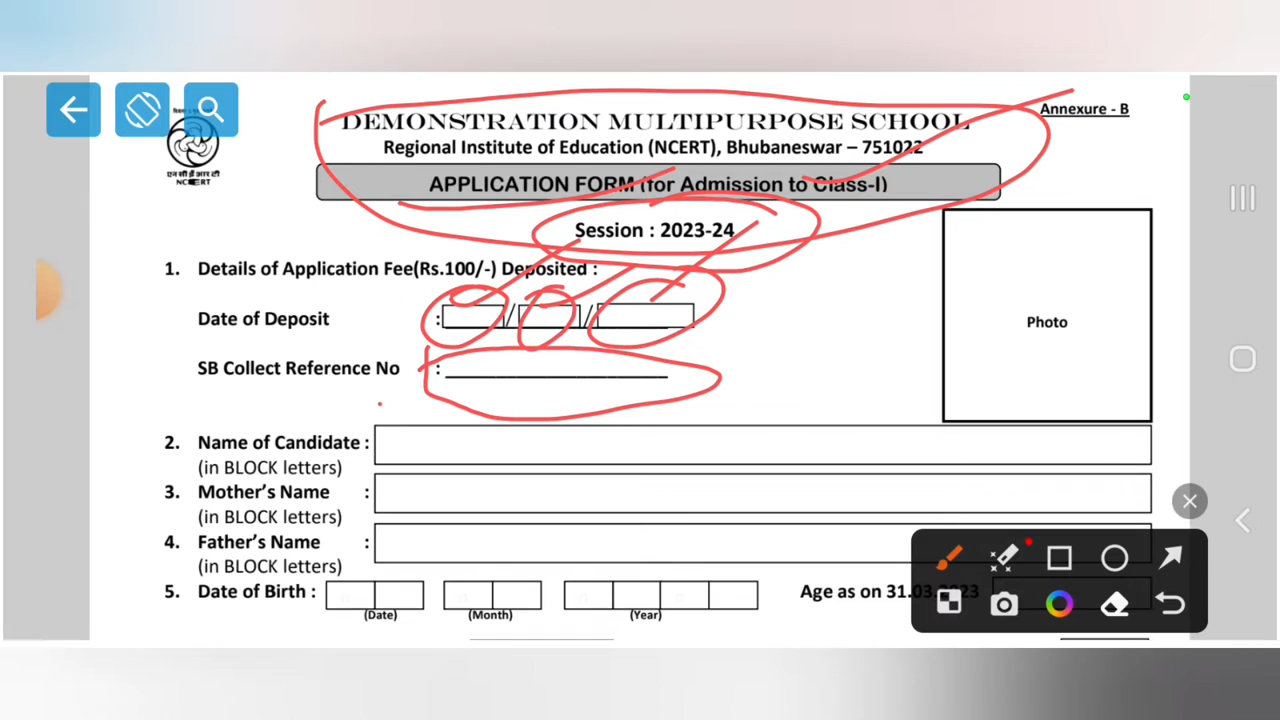 DEMONSTRATION MULTIPURPOSE SCHOOL
Annexure - B
Regional Institute of Education (NCERT), Bhubaneswar – 751022
एन सी ई आर टी
NCERT
APPLICATION FORM (for Admission to Class-I)
Session : 2023-24
1. Details of Application Fee(Rs.100/-) Deposited :
Date of Deposit : / /
Photo
SB Collect Reference No :
2. Name of Candidate :
(in BLOCK letters)
3. Mother's Name :
(in BLOCK letters)
4. Father's Name :
(in BLOCK letters)
5. Date of Birth : Age as on 31.03.2023
(Date) (Month) (Year)